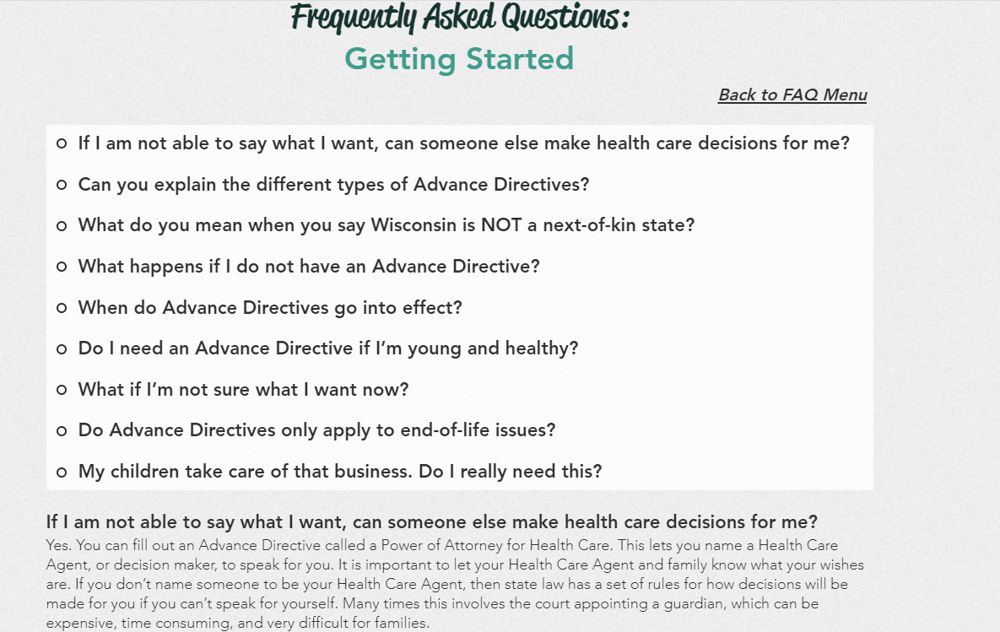 Frequently Asked Questions:
Getting Started
Back to FAQ Menu
If I am not able to say what I want, can someone else make health care decisions for me?
Can you explain the different types of Advance Directives?
What do you mean when you say Wisconsin is NOT a next-of-kin state?
What happens if I do not have an Advance Directive?
When do Advance Directives go into effect?
Do I need an Advance Directive if I’m young and healthy?
What if I’m not sure what I want now?
Do Advance Directives only apply to end-of-life issues?
My children take care of that business. Do I really need this?
If I am not able to say what I want, can someone else make health care decisions for me?
Yes. You can fill out an Advance Directive called a Power of Attorney for Health Care. This lets you name a Health Care
Agent, or decision maker, to speak for you. It is important to let your Health Care Agent and family know what your wishes
are. If you don’t name someone to be your Health Care Agent, then state law has a set of rules for how decisions will be
made for you if you can’t speak for yourself. Many times this involves the court appointing a guardian, which can be
expensive, time consuming, and very difficult for families.